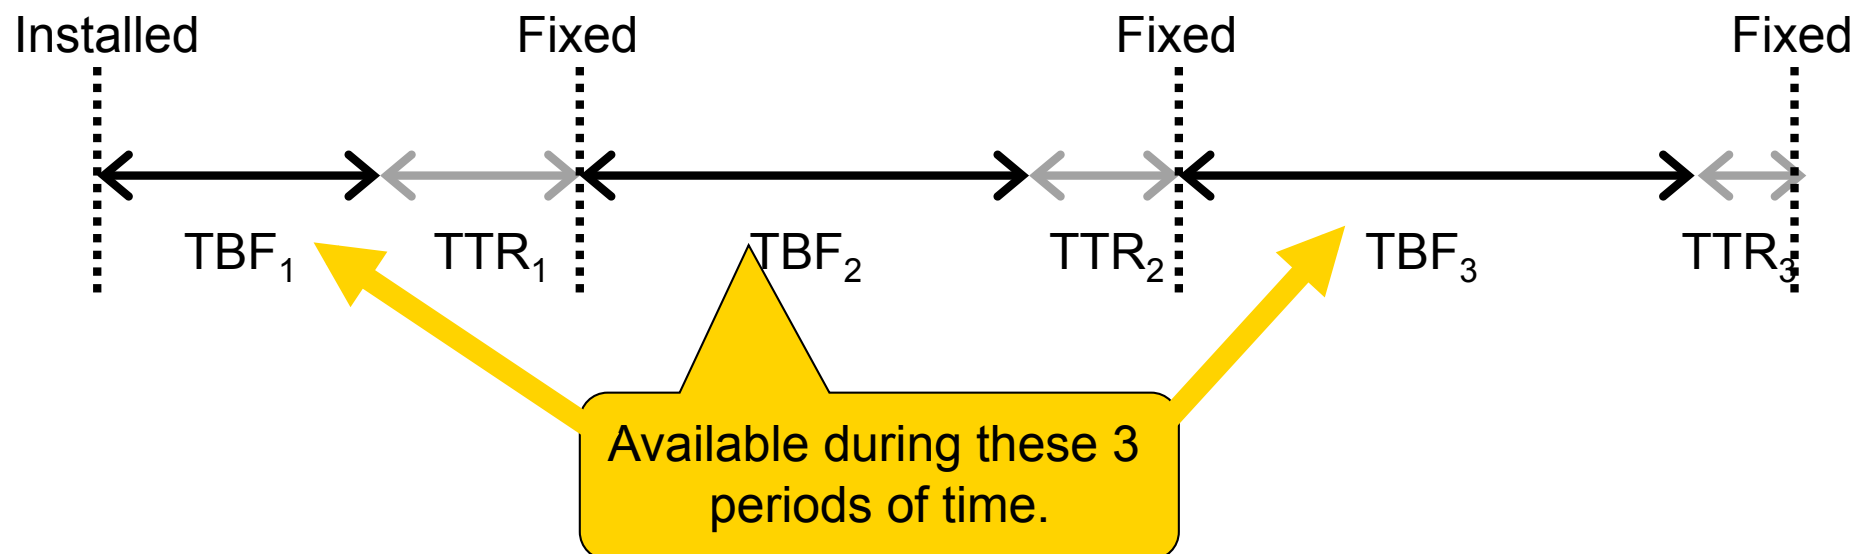 Installed Fixed Fixed Fixed
TBF₁ TTR₁ TBF₂ TTR₂ TBF₃ TTR₃
Available during these 3
periods of time.